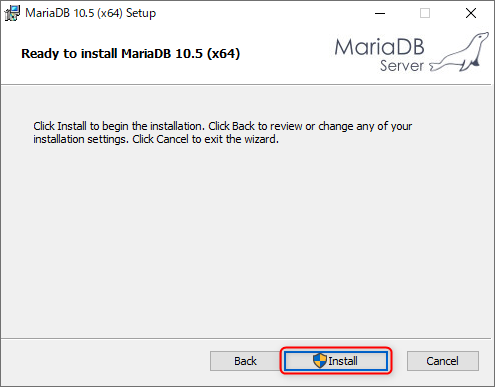 MariaDB 10.5 (x64) Setup
Ready to install MariaDB 10.5 (x64)
MariaDB
Server
Click Install to begin the installation. Click Back to review or change any of your
installation settings. Click Cancel to exit the wizard.
Back
Install
Cancel